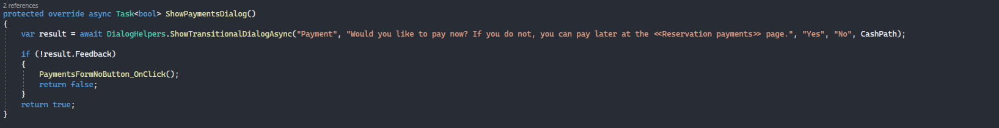 2 references
protected override async Task<bool> ShowPaymentsDialog()
{
var result = await DialogHelpers.ShowTransitionalDialogAsync("Payment", "Would you like to pay now? If you do not, you can pay later at the <<Reservation payments>> page.", "Yes", "No", CashPath);
if (!result.Feedback)
{
PaymentsFormNoButton_OnClick();
return false;
}
return true;
}